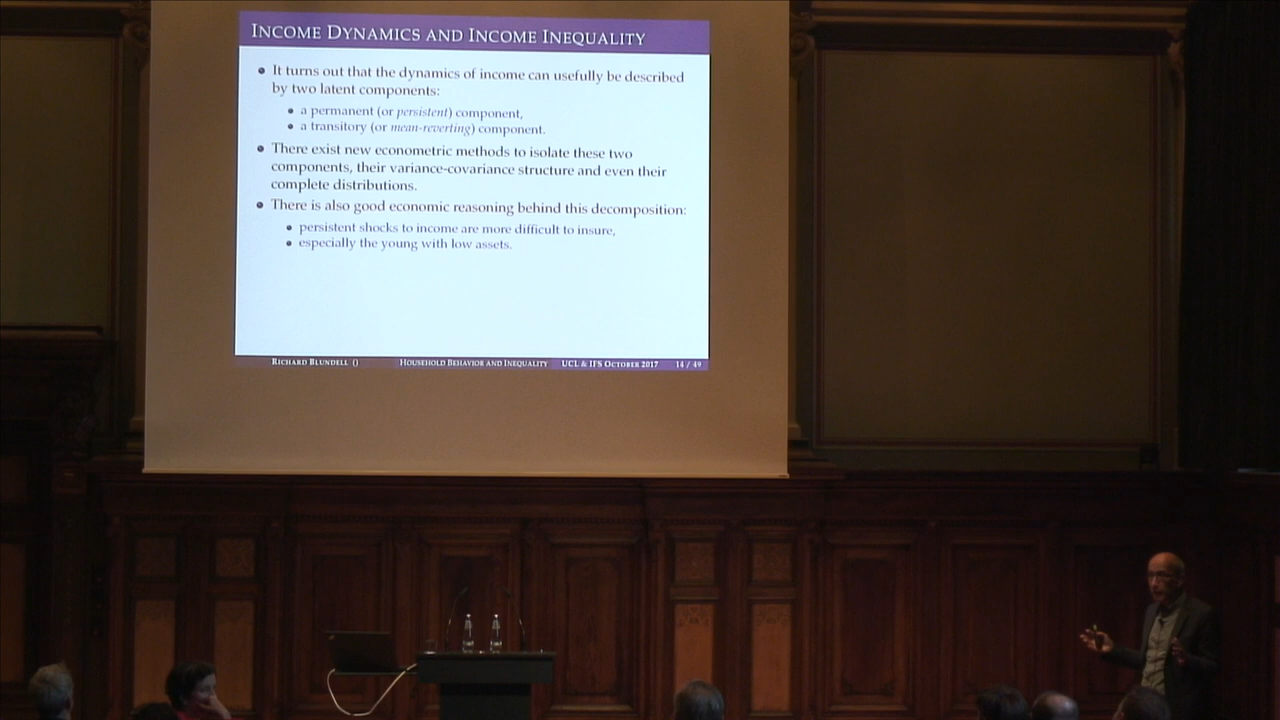 INCOME DYNAMICS AND INCOME INEQUALITY
It turns out that the dynamics of income can usefully be described
by two latent components:
a permanent (or persistent) component,
a transitory (or mean-reverting) component.
There exist new econometric methods to isolate these two
components, their variance-covariance structure and even their
complete distributions.
There is also good economic reasoning behind this decomposition:
persistent shocks to income are more difficult to insure,
especially the young with low assets.
RICHARD BLUNDELL () HOUSEHOLD BEHAVIOR AND INEQUALITY UCL & IFS OCTOBER 2017 14 / 49